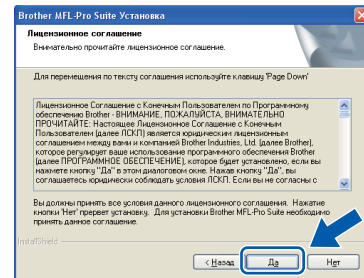 Brother MFL-Pro Suite Установка
Лицензионное соглашение
Внимательно прочитайте лицензионное соглашение.
Для перемещения по тексту соглашения используйте клавишу 'Page Down'
Лицензионное Соглашение с Конечным Пользователем по Программному
обеспечению Brother - ВНИМАНИЕ, ПОЖАЛУЙСТА, ВНИМАТЕЛЬНО
ПРОЧИТАЙТЕ: Настоящее Лицензионное Соглашение с Конечным
Пользователем (далее ЛСКП) является юридическим лицензионным
соглашением между вами и компанией Brother Industries, Ltd. (далее Brother),
которое регулирует ваше использование программного обеспечения Brother
(далее ПРОГРАММНОЕ ОБЕСПЕЧЕНИЕ), которое будет установлено, если вы
нажмете кнопку "Да" в этом диалоговом окне. Нажав кнопку "Да", вы
соглашаетесь юридически соблюдать условия ЛСКП. Если вы не согласны с
Вы должны принять все условия данного лицензионного соглашения. Нажатие
кнопки 'Нет' прервет установку. Для установки Brother MFL-Pro Suite необходимо
принять данное соглашение.
InstallShield
< Назад Да Нет